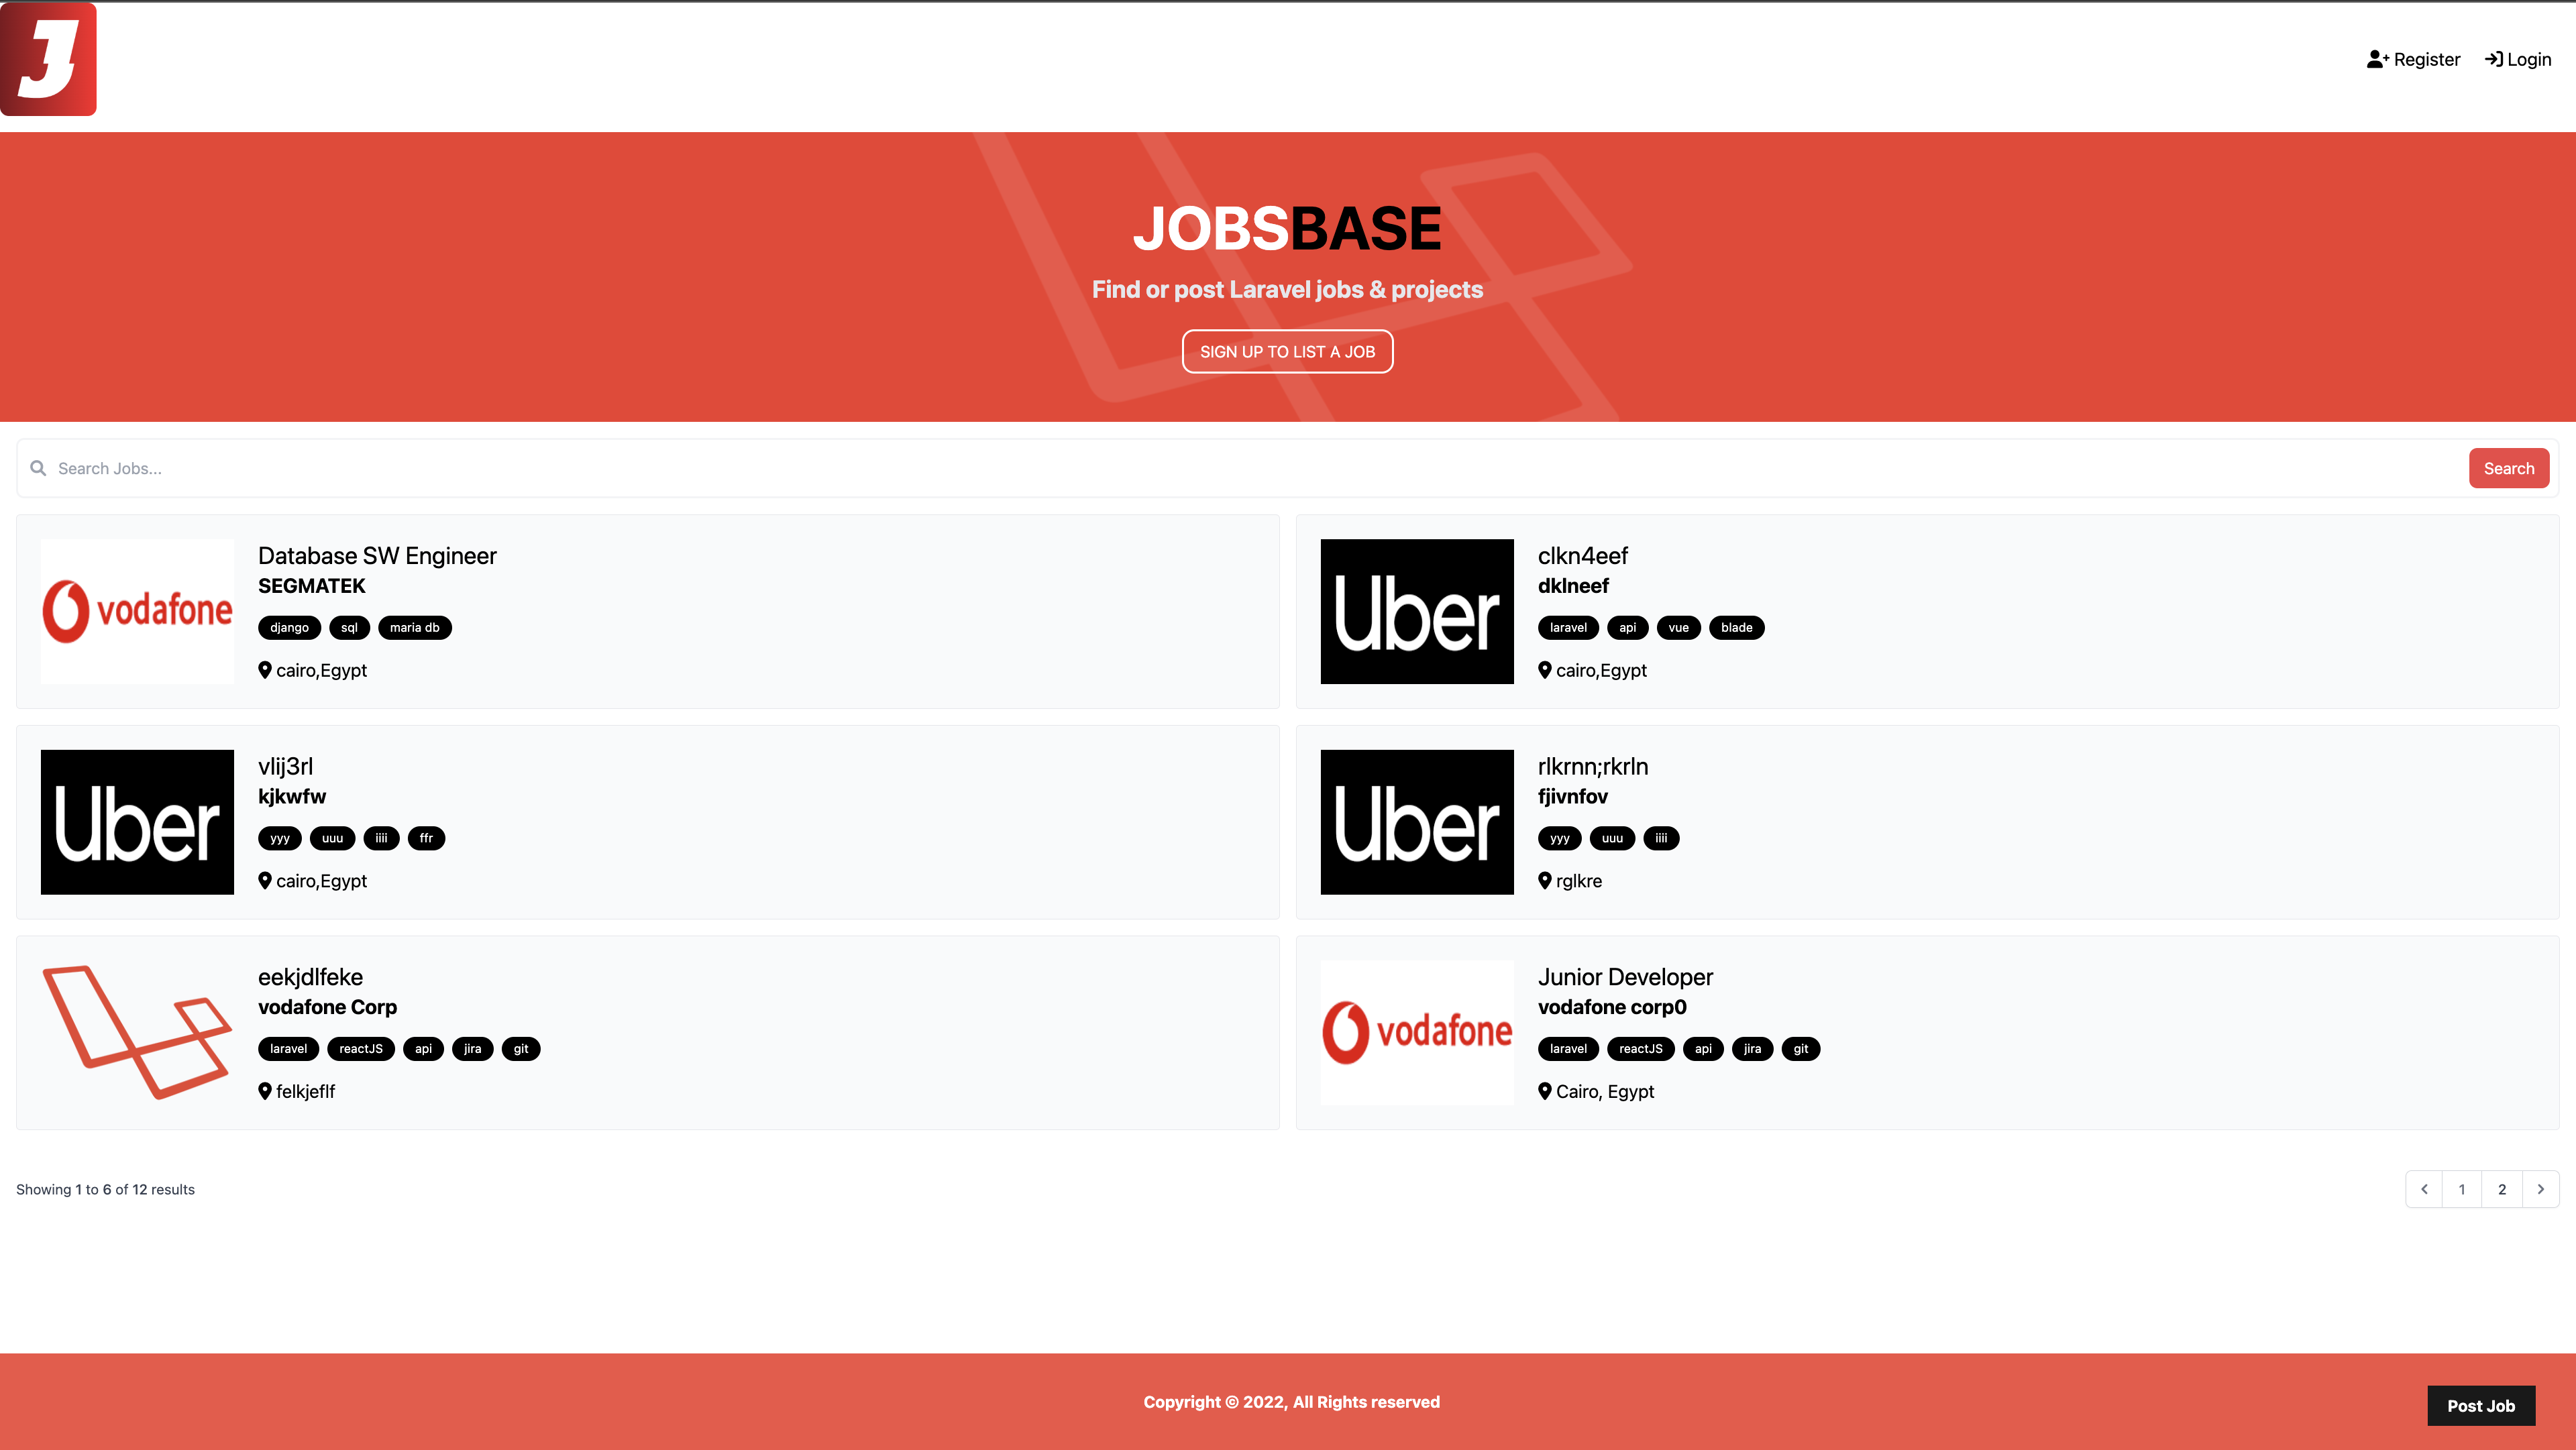 J
Register Login
JOBSBASE
Find or post Laravel jobs & projects
SIGN UP TO LIST A JOB
Search Jobs...
Search
vodafone
Database SW Engineer
SEGMATEK
django sql maria db
cairo,Egypt
Uber
clkn4eef
dklneef
laravel api vue blade
cairo,Egypt
Uber
vlij3rl
kjkwfw
yyy uuu iiii ffr
cairo,Egypt
Uber
rlkrnn;rkrln
fjivnfov
yyy uuu iiii
rglkre
eekjdlfeke
vodafone Corp
laravel reactJS api jira git
felkjeflf
vodafone
Junior Developer
vodafone corp0
laravel reactJS api jira git
Cairo, Egypt
Showing 1 to 6 of 12 results
1 2
Copyright © 2022, All Rights reserved
Post Job